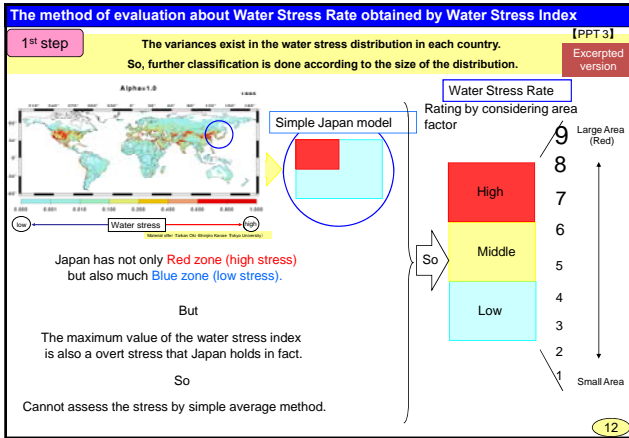 The method of evaluation about Water Stress Rate obtained by Water Stress Index
1st step
The variances exist in the water stress distribution in each country.
So, further classification is done according to the size of the distribution.
【PPT 3】
Excerpted
version
Alpha=1.0
Simple Japan model
low
Water stress
high
Japan has not only Red zone (high stress)
but also much Blue zone (low stress).
But
The maximum value of the water stress index
is also a overt stress that Japan holds in fact.
So
Cannot assess the stress by simple average method.
So
Water Stress Rate
Rating by considering area
factor
High
Middle
Low
9
8
7
6
5
4
3
2
1
Large Area
(Red)
Small Area
12